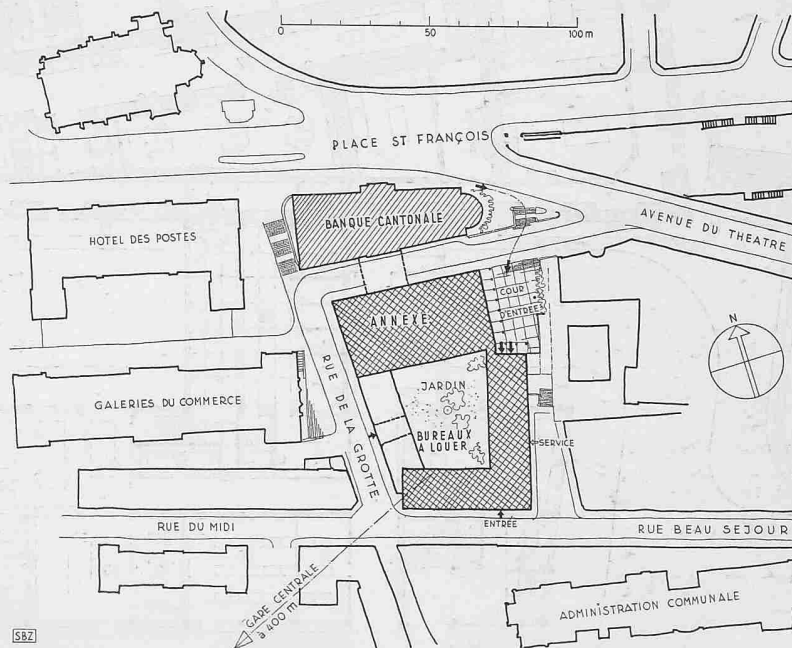 0 50 100 m
PLACE ST FRANÇOIS
BANQUE CANTONALE
HOTEL DES POSTES
AVENUE DU THEATRE
COUR
D'ENTRÉE
ANNEXE
N
RUE DE LA GROTTE
JARDIN
GALERIES DU COMMERCE
BUREAUX
A LOUER
SERVICE
RUE DU MIDI
ENTRÉE
RUE BEAU SEJOUR
GARE CENTRALE
à 400 m
ADMINISTRATION COMMUNALE
SBZ